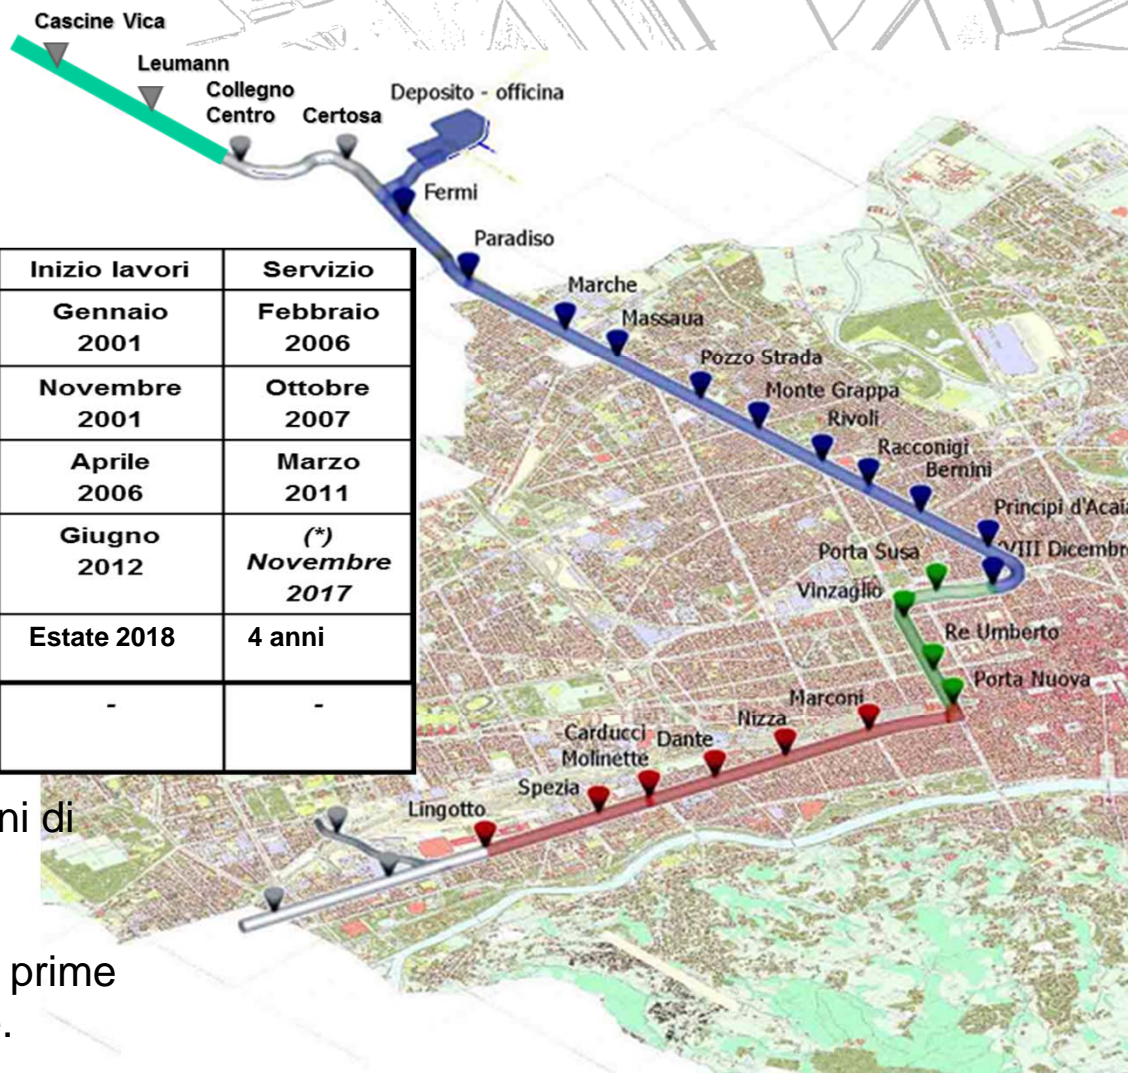 Cascine Vica
Leumann
Collegno
Centro
Certosa
Deposito - officina
Fermi
Paradiso
Marche
Massaua
Pozzo Strada
Monte Grappa
Rivoli
Racconigi
Bernini
Principi d'Acaia
XVIII Dicembre
Porta Susa
Vinzaglio
Re Umberto
Porta Nuova
Marconi
Nizza
Dante
Carducci
Molinette
Spezia
Lingotto
Inizio lavori Servizio
Gennaio Febbraio
2001 2006
Novembre Ottobre
2001 2007
Aprile Marzo
2006 2011
Giugno (*)
2012 Novembre
2017
Estate 2018 4 anni
- -
ni di
prime
.